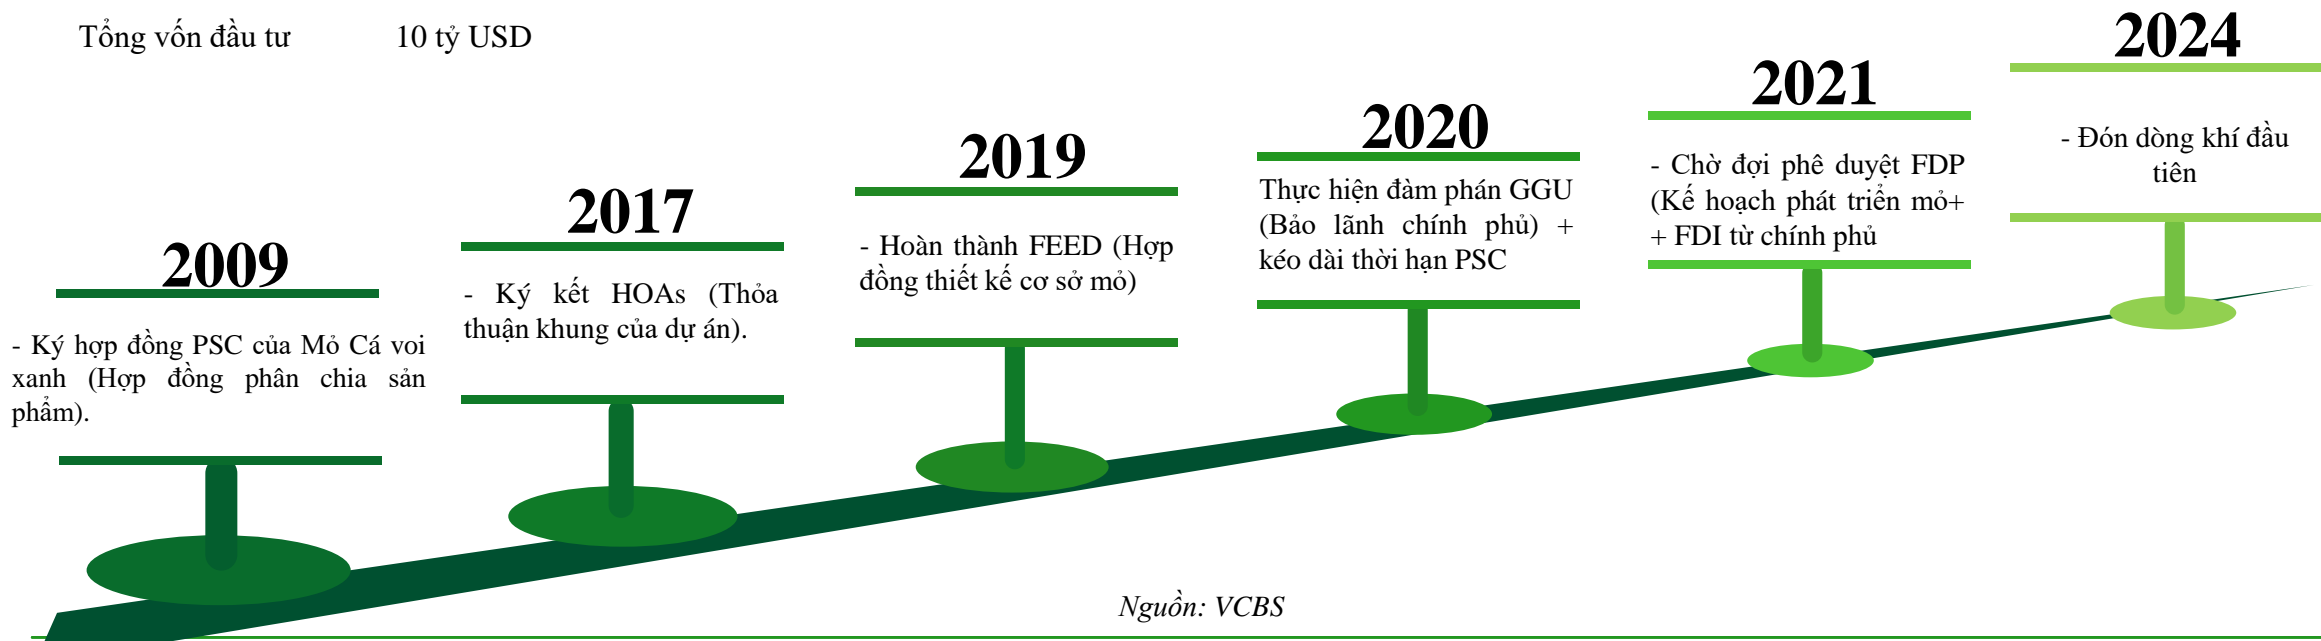 Tổng vốn đầu tư 10 tỷ USD
2009
- Ký hợp đồng PSC của Mỏ Cá voi
xanh (Hợp đồng phân chia sản
phẩm).
2017
- Ký kết HOAs (Thỏa
thuận khung của dự án).
2019
- Hoàn thành FEED (Hợp
đồng thiết kế cơ sở mỏ)
2020
Thực hiện đàm phán GGU
(Bảo lãnh chính phủ) +
kéo dài thời hạn PSC
2021
- Chờ đợi phê duyệt FDP
(Kế hoạch phát triển mỏ+
+ FDI từ chính phủ
2024
- Đón dòng khí đầu
tiên
Nguồn: VCBS